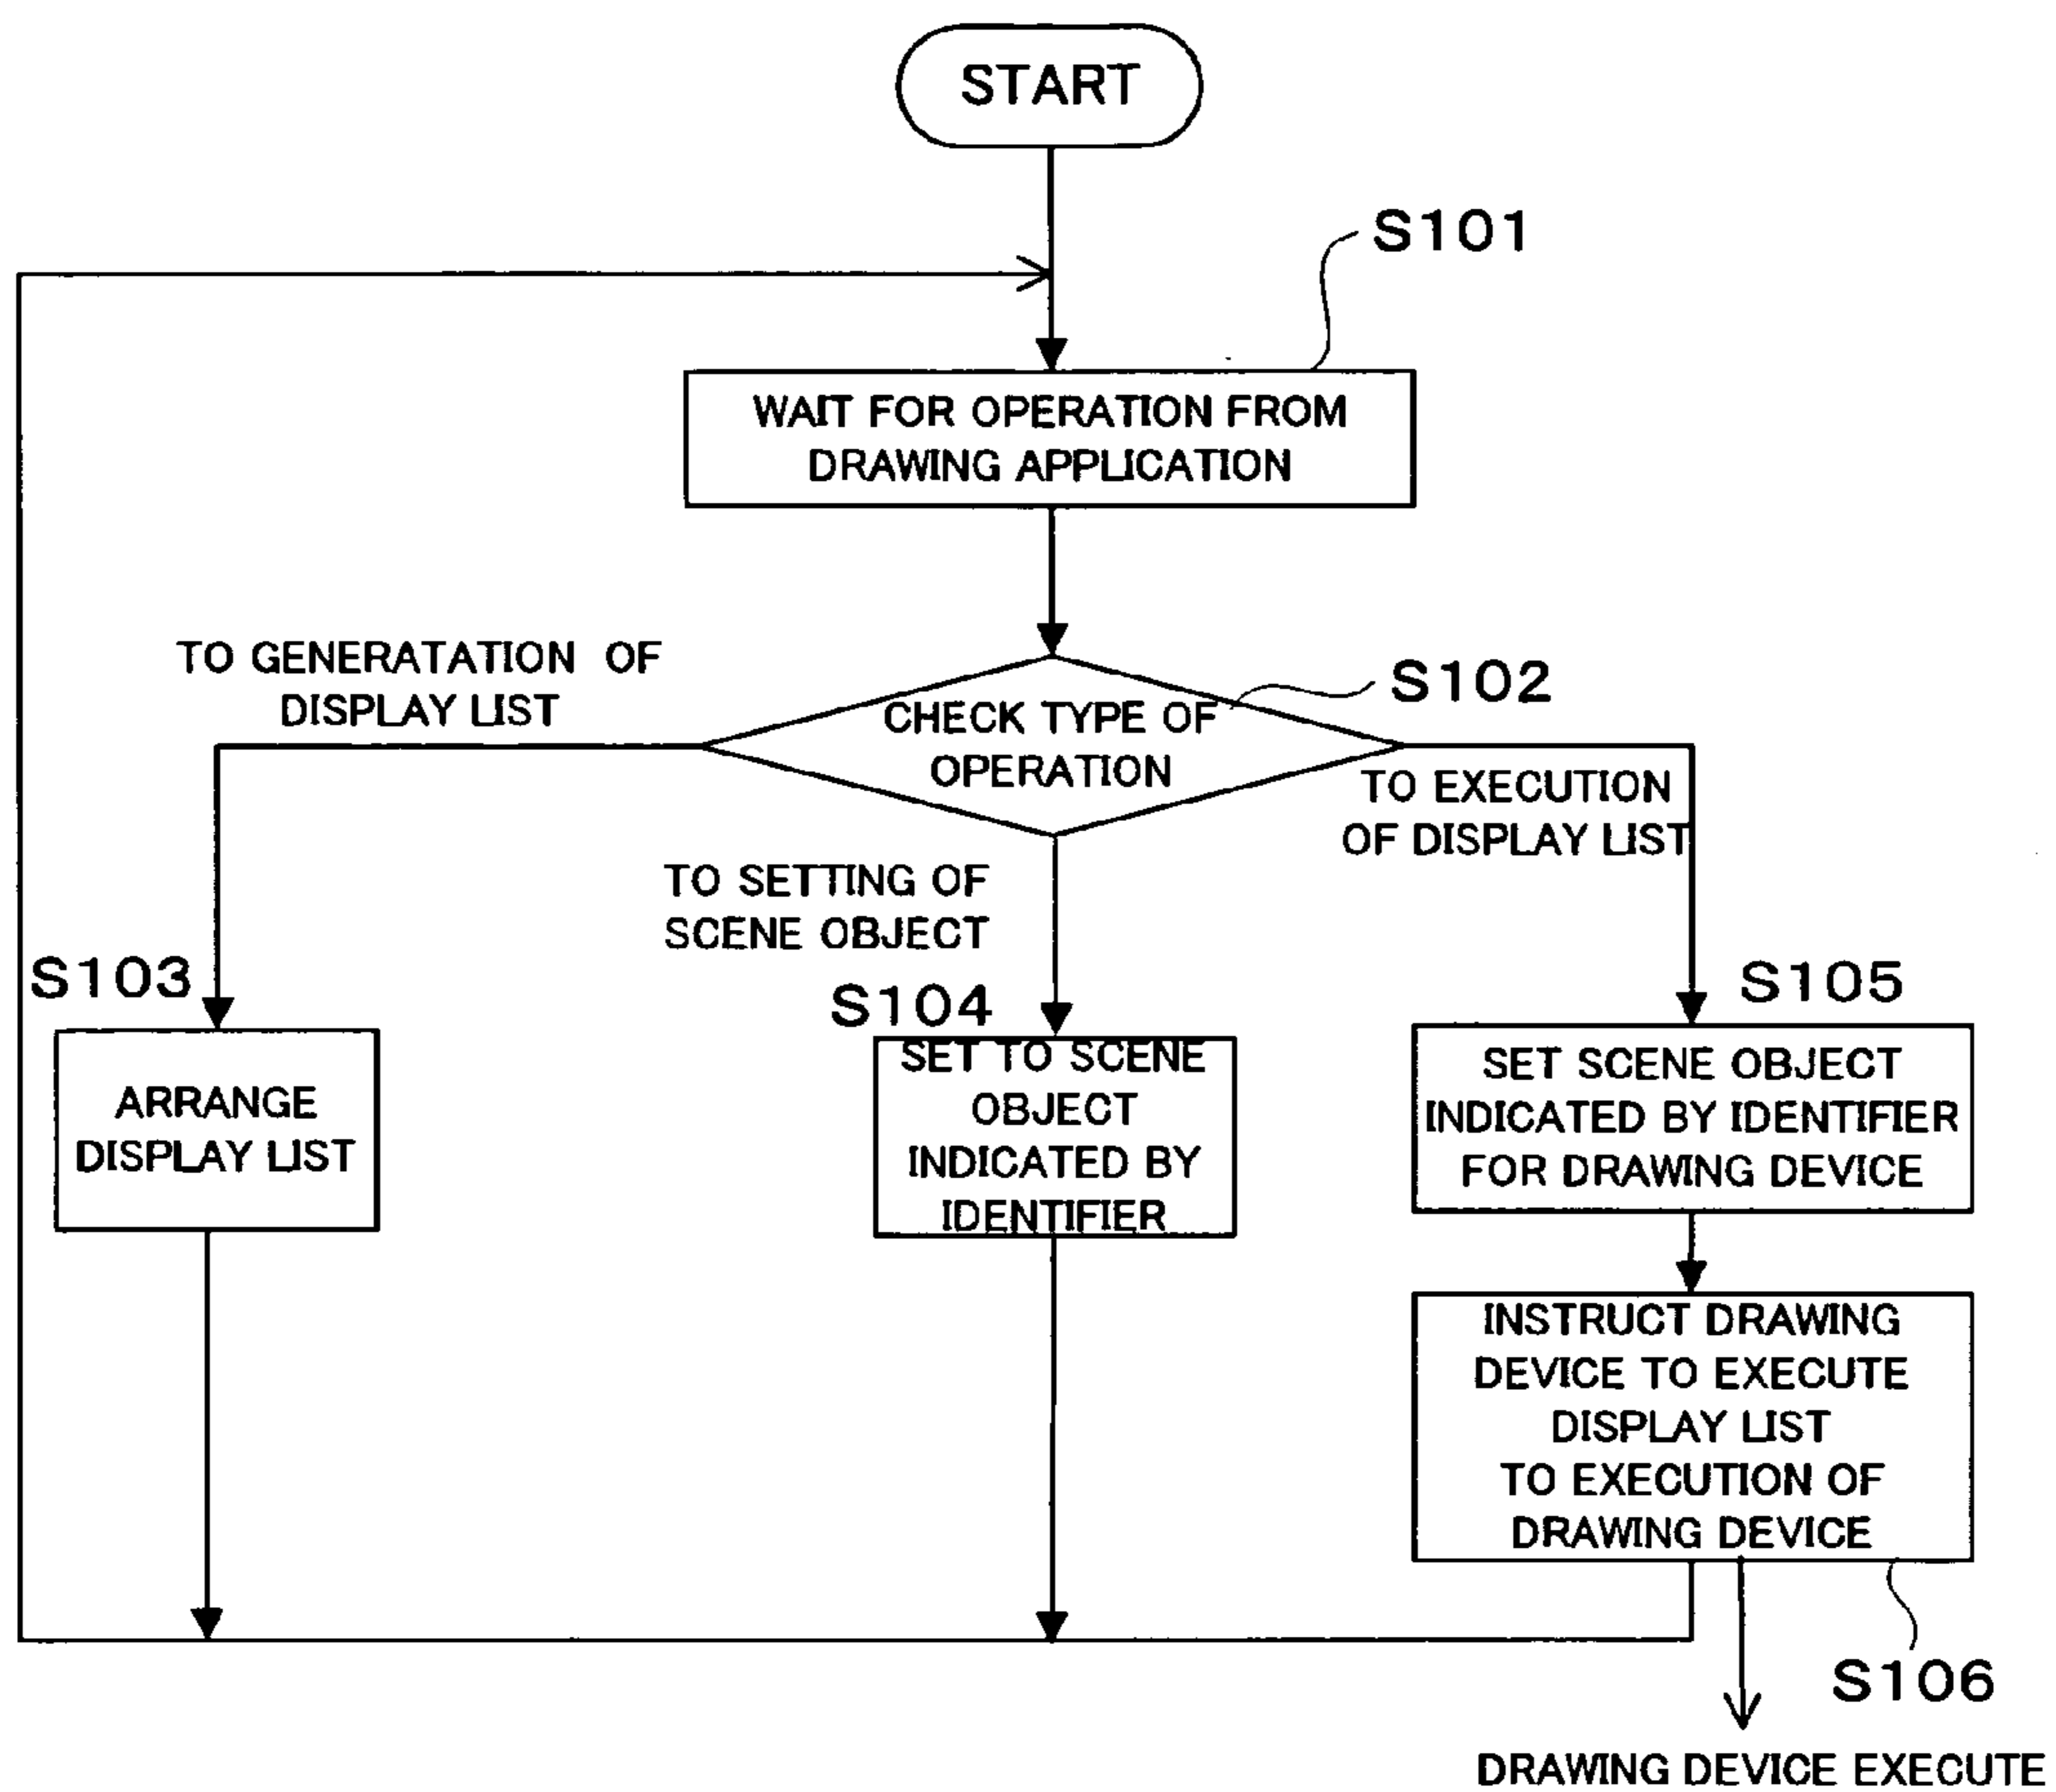 START
S101
WAIT FOR OPERATION FROM
DRAWING APPLICATION
TO GENERATATION OF
DISPLAY LIST
S102
CHECK TYPE OF
OPERATION
TO EXECUTION
OF DISPLAY LIST
TO SETTING OF
SCENE OBJECT
S103
ARRANGE
DISPLAY LIST
S104
SET TO SCENE
OBJECT
INDICATED BY
IDENTIFIER
S105
SET SCENE OBJECT
INDICATED BY IDENTIFIER
FOR DRAWING DEVICE
INSTRUCT DRAWING
DEVICE TO EXECUTE
DISPLAY LIST
TO EXECUTION OF
DRAWING DEVICE
S106
DRAWING DEVICE EXECUTE